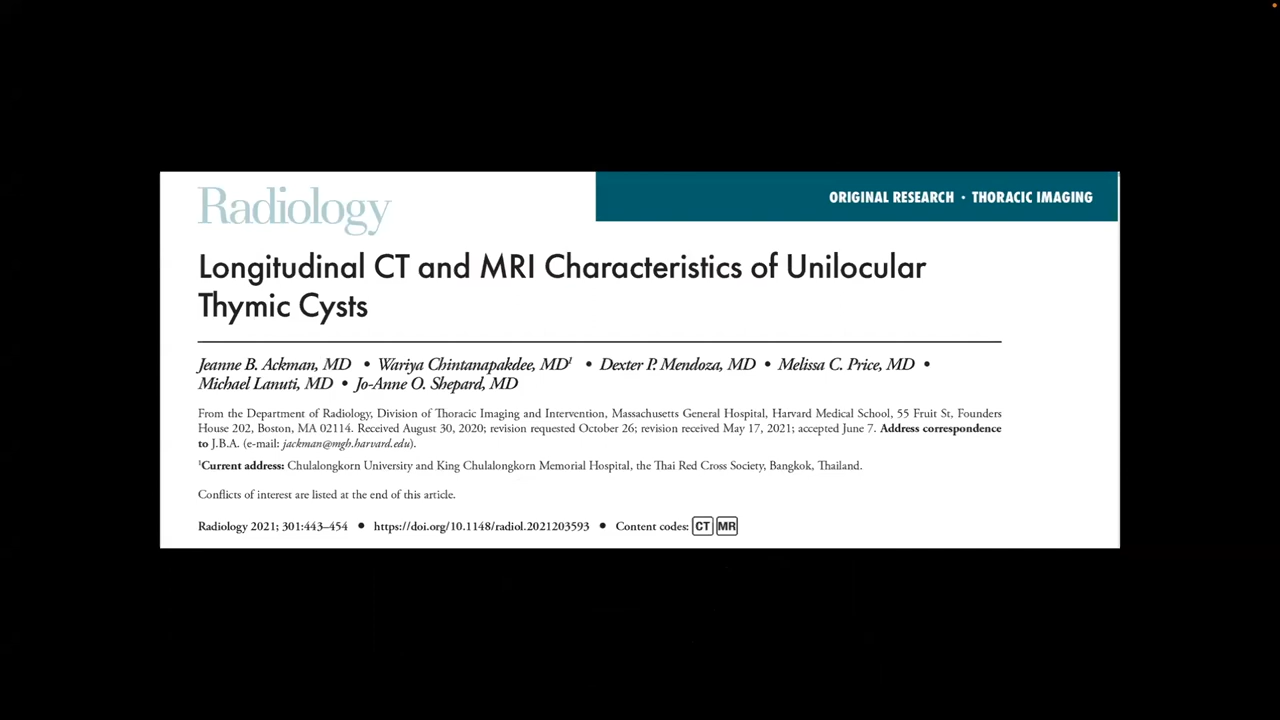 Radiology
ORIGINAL RESEARCH • THORACIC IMAGING
Longitudinal CT and MRI Characteristics of Unilocular
Thymic Cysts
Jeanne B. Ackman, MD • Wariya Chintanapakdee, MD¹ • Dexter P. Mendoza, MD • Melissa C. Price, MD •
Michael Lanuti, MD • Jo-Anne O. Shepard, MD
From the Department of Radiology, Division of Thoracic Imaging and Intervention, Massachusetts General Hospital, Harvard Medical School, 55 Fruit St, Founders
House 202, Boston, MA 02114. Received August 30, 2020; revision requested October 26; revision received May 17, 2021; accepted June 7. Address correspondence
to J.B.A. (e-mail: jackman@mgh.harvard.edu).
¹Current address: Chulalongkorn University and King Chulalongkorn Memorial Hospital, the Thai Red Cross Society, Bangkok, Thailand.
Conflicts of interest are listed at the end of this article.
Radiology 2021; 301:443–454 • https://doi.org/10.1148/radiol.2021203593 • Content codes: CT MR